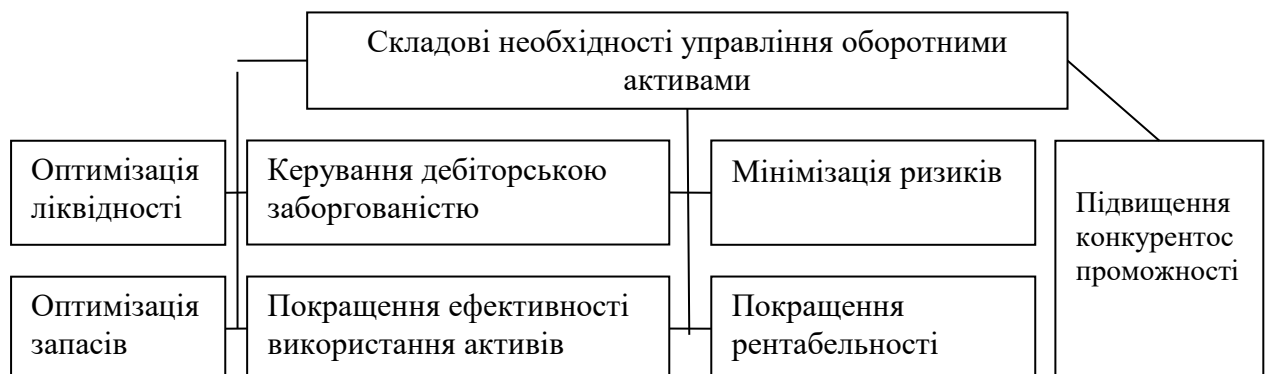 Складові необхідності управління оборотними
активами
Оптимізація
ліквідності
Керування дебіторською
заборгованістю
Мінімізація ризиків
Підвищення
конкурентос
проможності
Оптимізація
запасів
Покращення ефективності
використання активів
Покращення
рентабельності